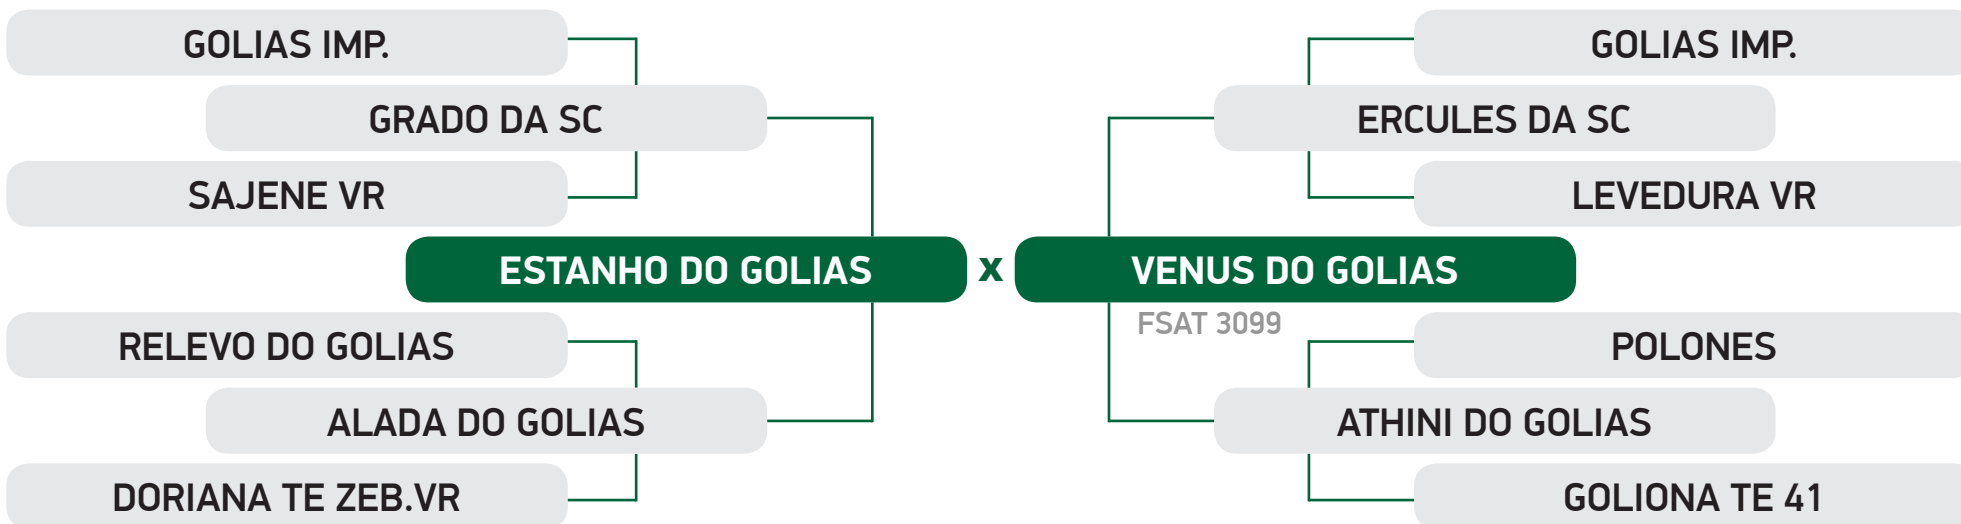 GOLIAS IMP.
GOLIAS IMP.
GRADO DA SC
ERCULES DA SC
SAJENE VR
LEVEDURA VR
ESTANHO DO GOLIAS x VENUS DO GOLIAS
FSAT 3099
RELEVO DO GOLIAS
POLONES
ALADA DO GOLIAS
ATHINI DO GOLIAS
DORIANA TE ZEB.VR
GOLIONA TE 41